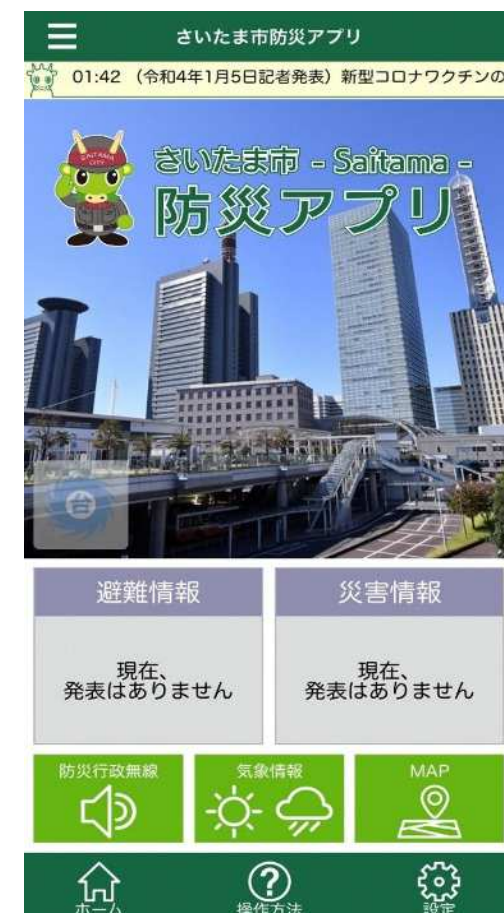 さいたま市防災アプリ
01:42 (令和4年1月5日記者発表) 新型コロナワクチンの
SAITAMA
CITY
さいたま市 - Saitama -
防災アプリ
台
避難情報
災害情報
現在、
発表はありません
現在、
発表はありません
防災行政無線
気象情報
MAP
ホーム
操作方法
設定